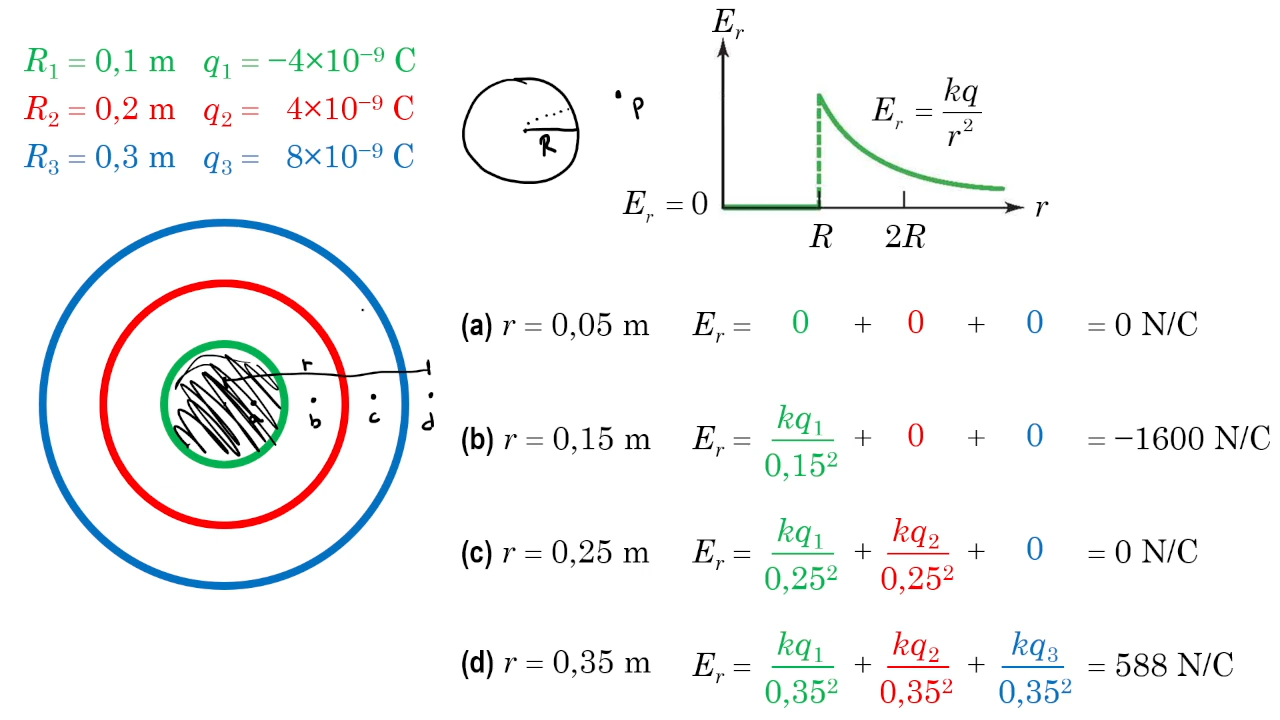 R₁ = 0,1 m q₁ = −4×10⁻⁹ C
R₂ = 0,2 m q₂ = 4×10⁻⁹ C
R₃ = 0,3 m q₃ = 8×10⁻⁹ C
R
P
Eᵣ
Eᵣ = kq/r²
Eᵣ = 0
r
R 2R
r
a b c d
(a) r = 0,05 m Eᵣ = 0 + 0 + 0 = 0 N/C
(b) r = 0,15 m Eᵣ = kq₁/0,15² + 0 + 0 = −1600 N/C
(c) r = 0,25 m Eᵣ = kq₁/0,25² + kq₂/0,25² + 0 = 0 N/C
(d) r = 0,35 m Eᵣ = kq₁/0,35² + kq₂/0,35² + kq₃/0,35² = 588 N/C